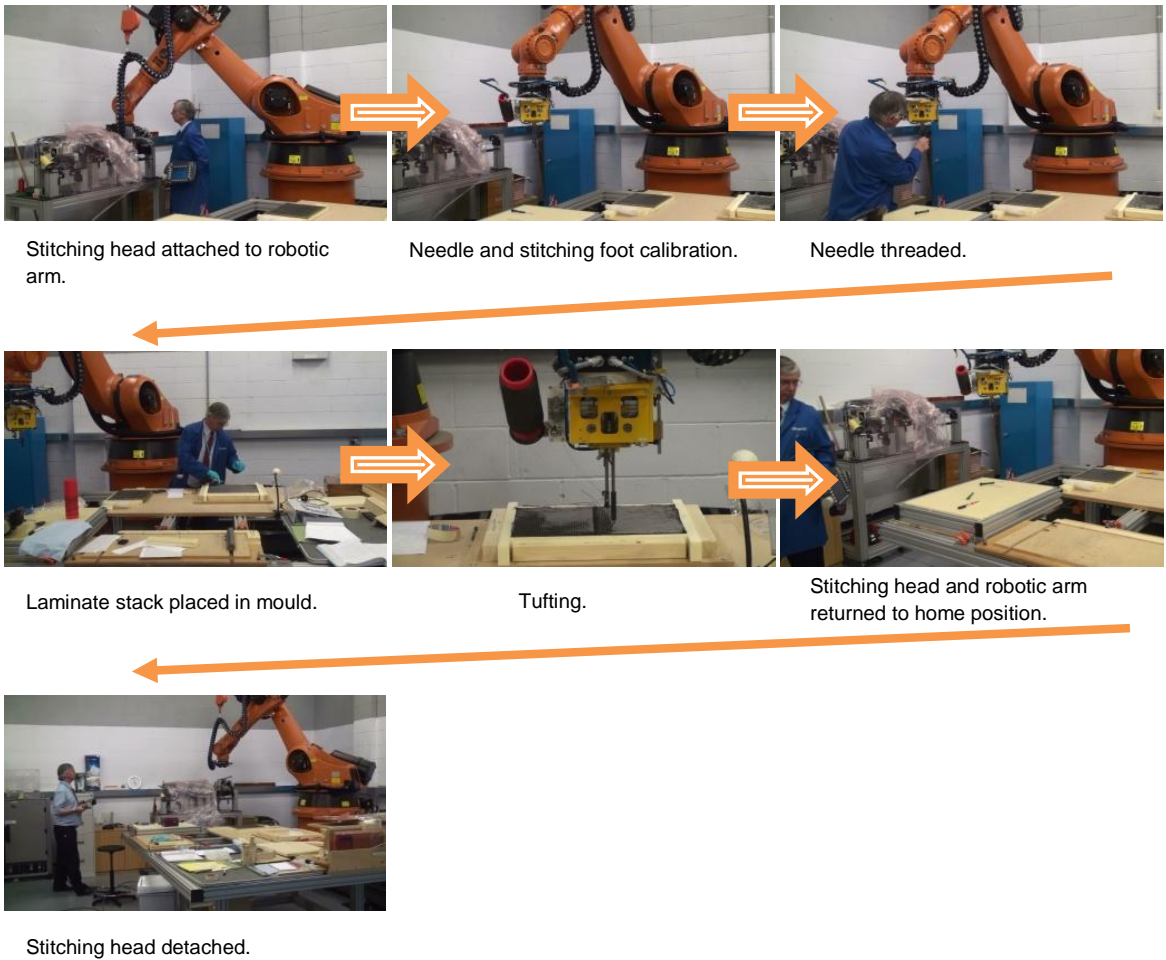 Stitching head attached to robotic
arm.
Needle and stitching foot calibration.
Needle threaded.
Laminate stack placed in mould.
Tufting.
Stitching head and robotic arm
returned to home position.
Stitching head detached.